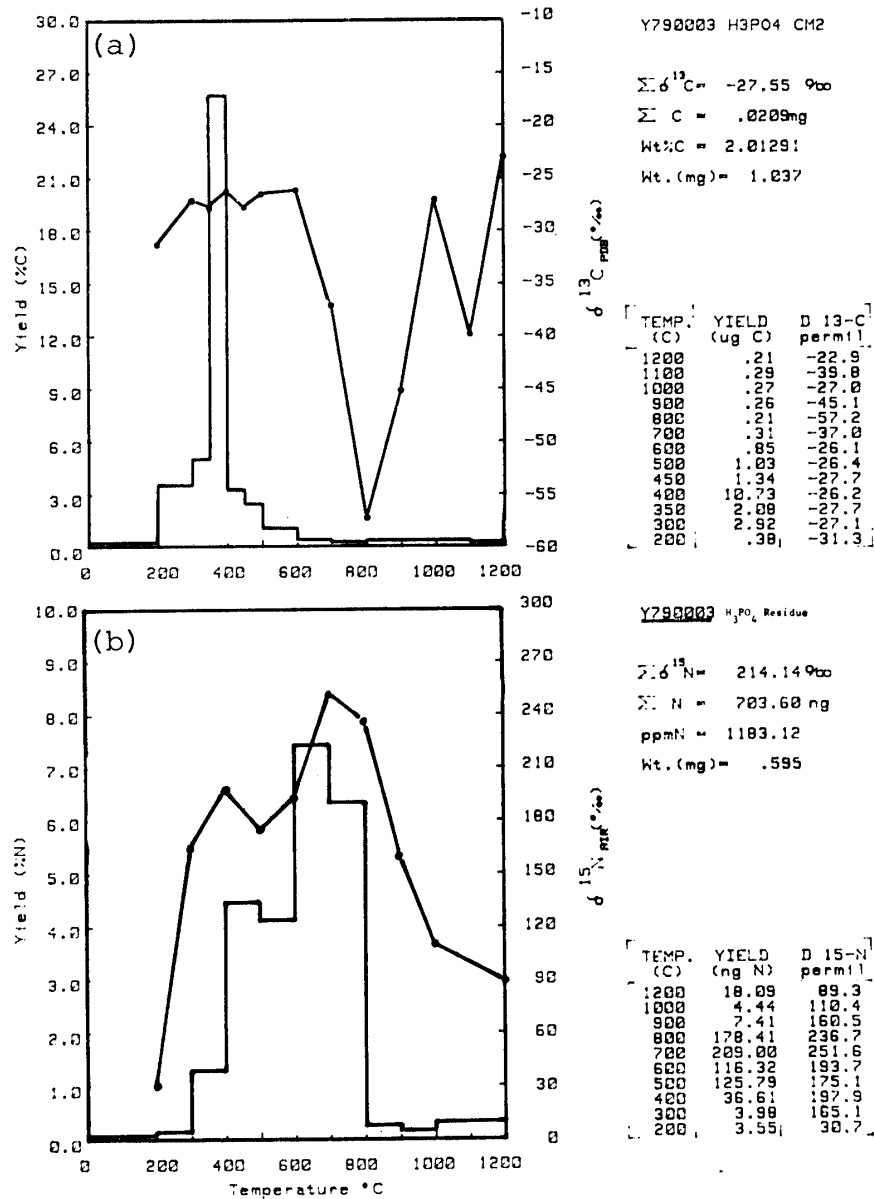 (a)
30.0
27.0
24.0
21.0
18.0
15.0
12.0
9.0
6.0
3.0
0.0
Yield (%C)
0
200
400
600
800
1000
1200
-10
-15
-20
-25
-30
-35
-40
-45
-50
-55
-60
δ 13C PDB (°/oo)
Y790003 H3PO4 CM2
Σ δ 13C= -27.55 ‰
Σ C = .0209mg
Wt%C = 2.01291
Wt.(mg)= 1.037
TEMP. YIELD D 13-C
(C) (ug C) permil
1200 .21 -22.9
1100 .29 -39.8
1000 .27 -27.0
900 .26 -45.1
800 .21 -57.2
700 .31 -37.0
600 .85 -26.1
500 1.03 -26.4
450 1.34 -27.7
400 10.73 -26.2
350 2.08 -27.7
300 2.92 -27.1
200 .38 -31.3
(b)
10.0
9.0
8.0
7.0
6.0
5.0
4.0
3.0
2.0
1.0
0.0
Yield (%N)
0
200
400
600
800
1000
1200
Temperature °C
300
270
240
210
180
150
120
90
60
30
0
δ 15N AIR (°/oo)
Y790003 H3PO4 Residue
Σ δ 15N= 214.14‰
Σ N = 703.60 ng
ppmN = 1183.12
Wt.(mg)= .595
TEMP. YIELD D 15-N
(C) (ng N) permil
1200 18.09 89.3
1000 4.44 110.4
900 7.41 160.5
800 178.41 236.7
700 209.00 251.6
600 116.32 193.7
500 125.79 175.1
400 36.61 197.9
300 3.98 165.1
200 3.55 30.7